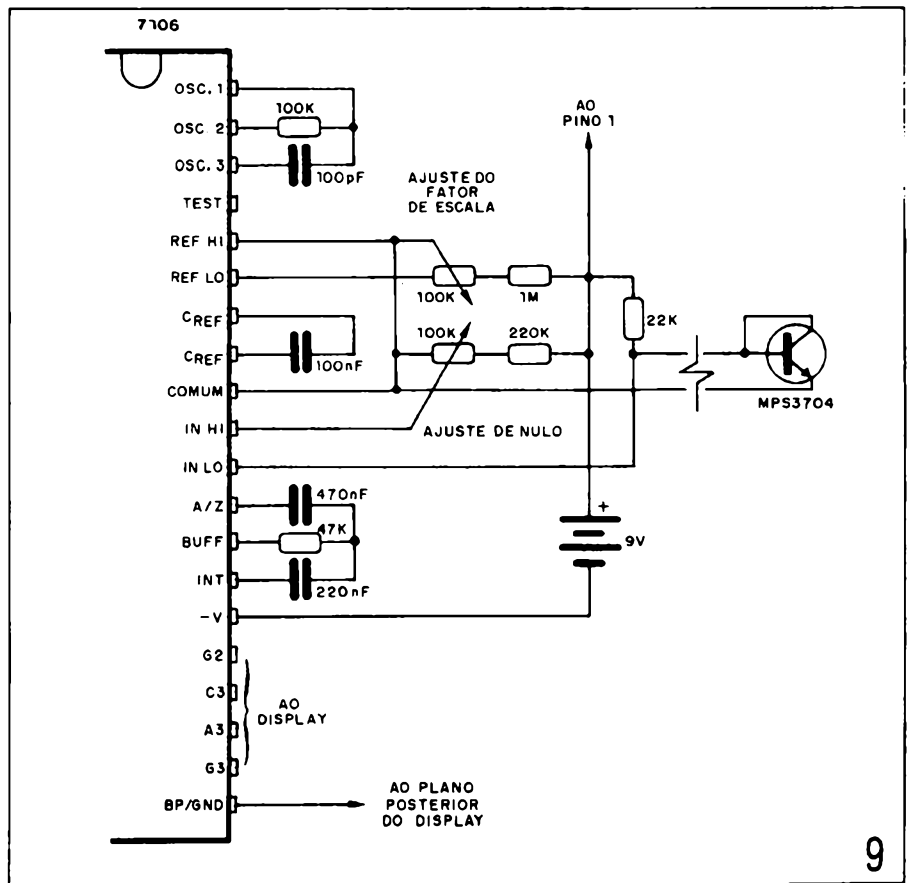 7106
OSC. 1
100K
OSC. 2
OSC. 3
100pF
TEST
REF HI
REF LO
CREF
CREF
100nF
COMUM
IN HI
IN LO
A/Z
470nF
BUFF
47K
INT
220nF
-V
G2
C3
A3
G3
AO
DISPLAY
BP/GND
AO PLANO
POSTERIOR
DO DISPLAY
AO
PINO 1
AJUSTE DO
FATOR
DE ESCALA
100K
1M
100K
220K
22K
AJUSTE DE NULO
MPS3704
+
9V
9